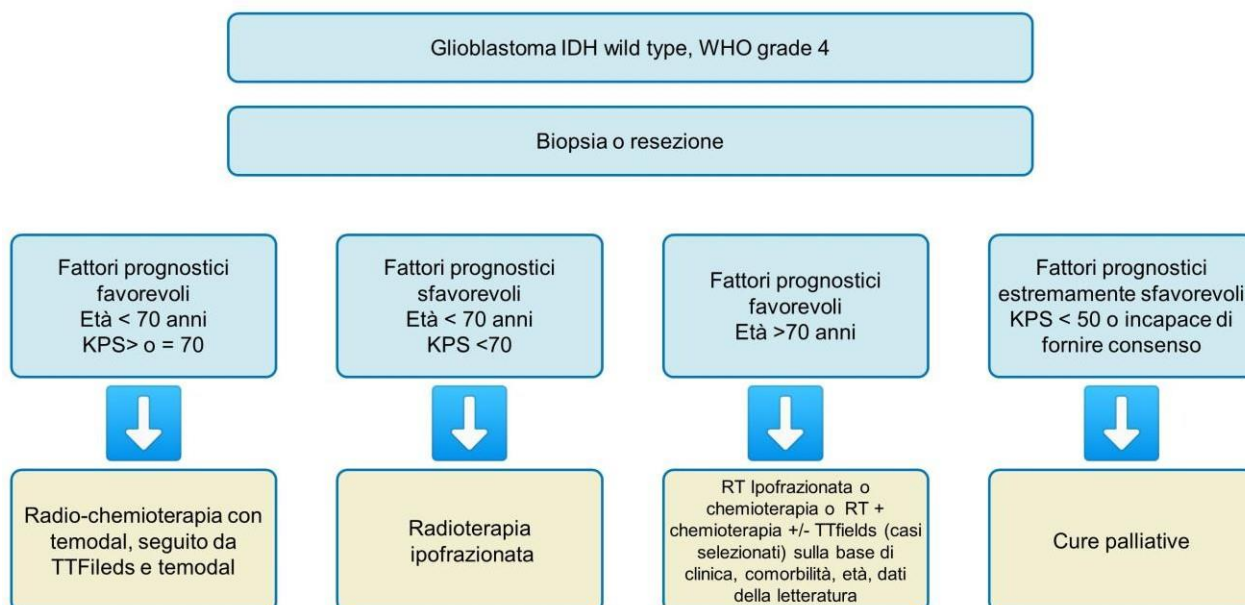 Glioblastoma IDH wild type, WHO grade 4
Biopsia o resezione
Fattori prognostici
favorevoli
Età < 70 anni
KPS> o = 70
Fattori prognostici
sfavorevoli
Età < 70 anni
KPS <70
Fattori prognostici
favorevoli
Età >70 anni
Fattori prognostici
estremamente sfavorevoli
KPS < 50 o incapace di
fornire consenso
Radio-chemioterapia con
temodal, seguito da
TTFileds e temodal
Radioterapia
ipofrazionata
RT Ipofrazionata o
chemioterapia o RT +
chemioterapia +/- TTfields (casi
selezionati) sulla base di
clinica, comorbilità, età, dati
della letteratura
Cure palliative